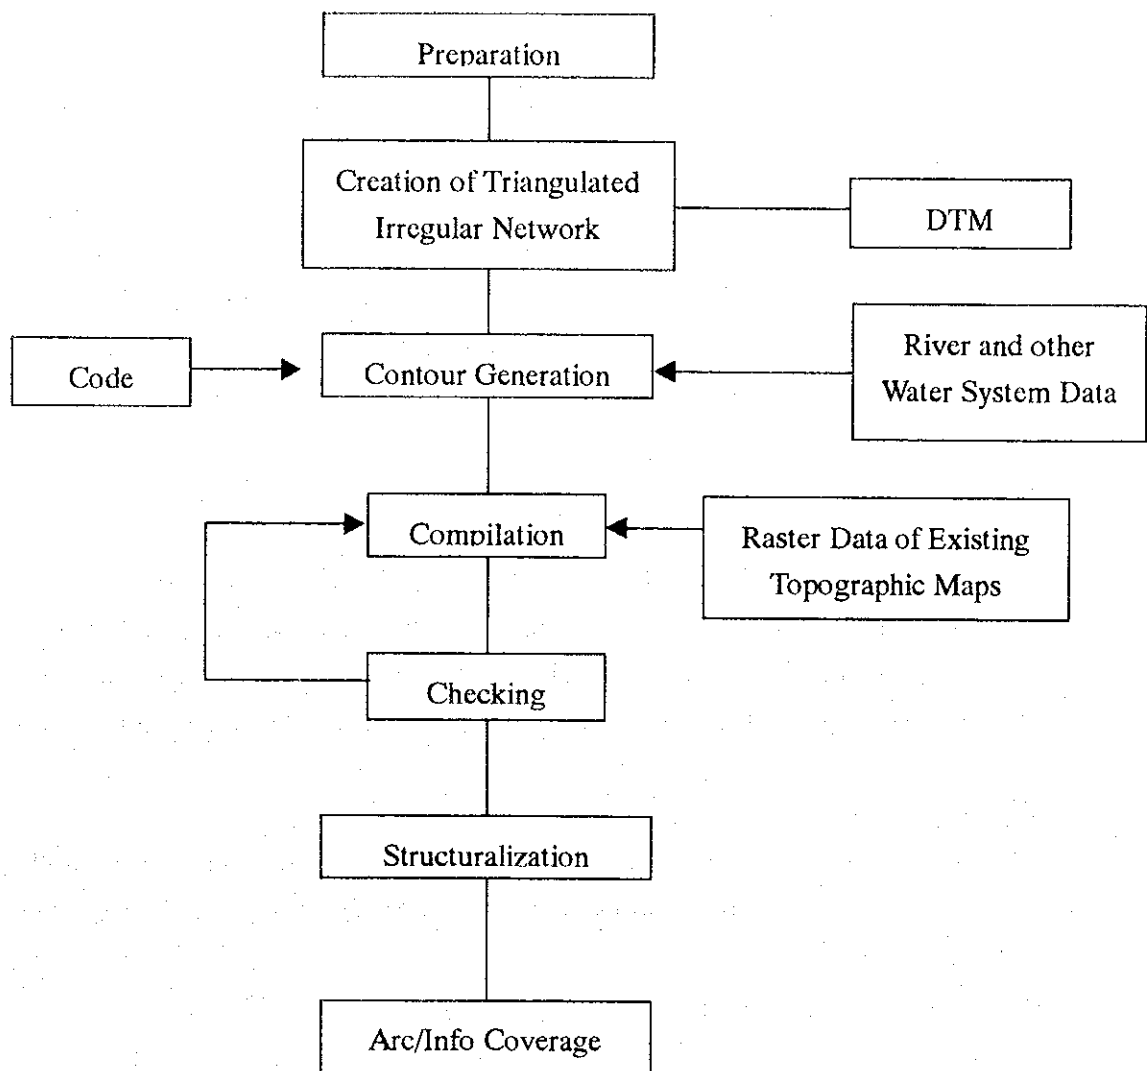 Preparation
Creation of Triangulated
Irregular Network
DTM
Code
Contour Generation
River and other
Water System Data
Compilation
Raster Data of Existing
Topographic Maps
Checking
Structuralization
Arc/Info Coverage